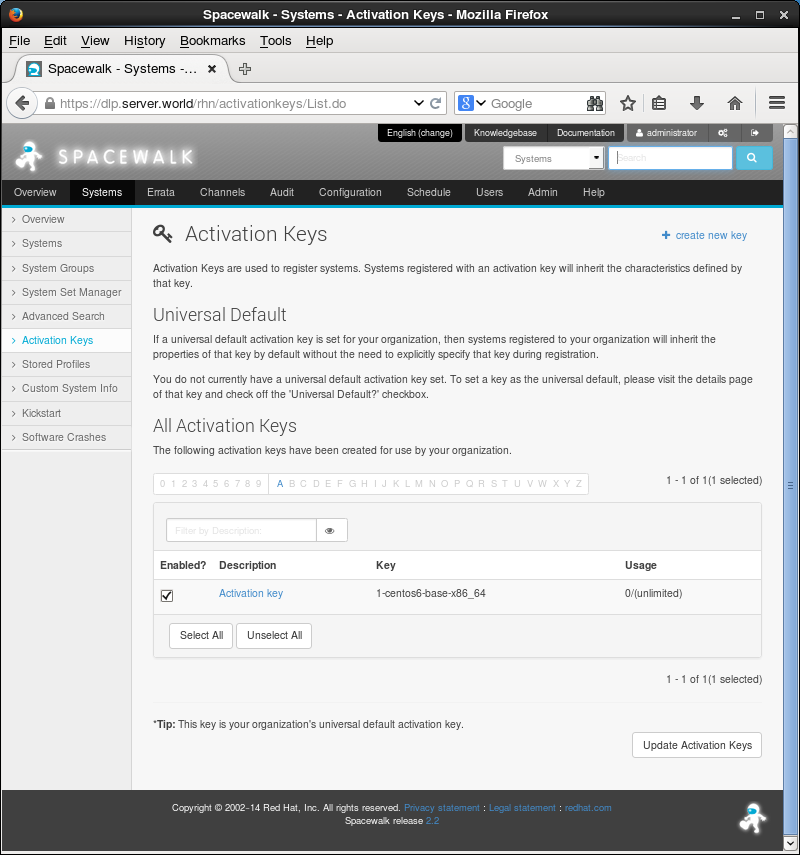 Spacewalk - Systems - Activation Keys - Mozilla Firefox
File Edit View History Bookmarks Tools Help
Spacewalk - Systems -...
https://dlp.server.world/rhn/activationkeys/List.do
8 Google
English (change) Knowledgebase Documentation administrator
SPACEWALK
Systems Search
Overview Systems Errata Channels Audit Configuration Schedule Users Admin Help
Overview
Systems
System Groups
System Set Manager
Advanced Search
Activation Keys
Stored Profiles
Custom System Info
Kickstart
Software Crashes
Activation Keys
+ create new key
Activation Keys are used to register systems. Systems registered with an activation key will inherit the characteristics defined by
that key.
Universal Default
If a universal default activation key is set for your organization, then systems registered to your organization will inherit the
properties of that key by default without the need to explicitly specify that key during registration.
You do not currently have a universal default activation key set. To set a key as the universal default, please visit the details page
of that key and check off the 'Universal Default?' checkbox.
All Activation Keys
The following activation keys have been created for use by your organization.
0 1 2 3 4 5 6 7 8 9 A B C D E F G H I J K L M N O P Q R S T U V W X Y Z
1 - 1 of 1(1 selected)
Filter by Description:
Enabled? Description Key Usage
Activation key 1-centos6-base-x86_64 0/(unlimited)
Select All Unselect All
1 - 1 of 1(1 selected)
*Tip: This key is your organization's universal default activation key.
Update Activation Keys
Copyright © 2002-14 Red Hat, Inc. All rights reserved. Privacy statement : Legal statement : redhat.com
Spacewalk release 2.2